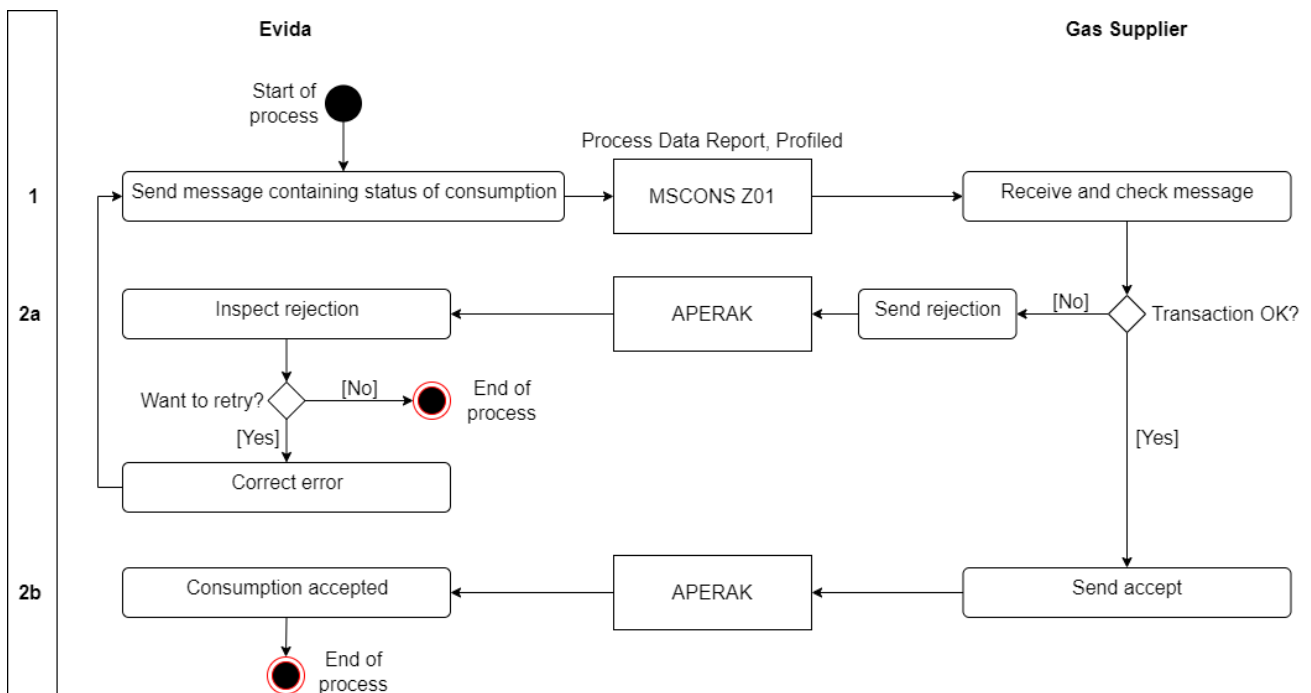 Evida
Gas Supplier
Start of
process
Process Data Report, Profiled
1
Send message containing status of consumption
MSCONS Z01
Receive and check message
2a
Inspect rejection
APERAK
Send rejection
[No]
Transaction OK?
Want to retry?
[No]
End of
process
[Yes]
[Yes]
Correct error
2b
Consumption accepted
APERAK
Send accept
End of
process